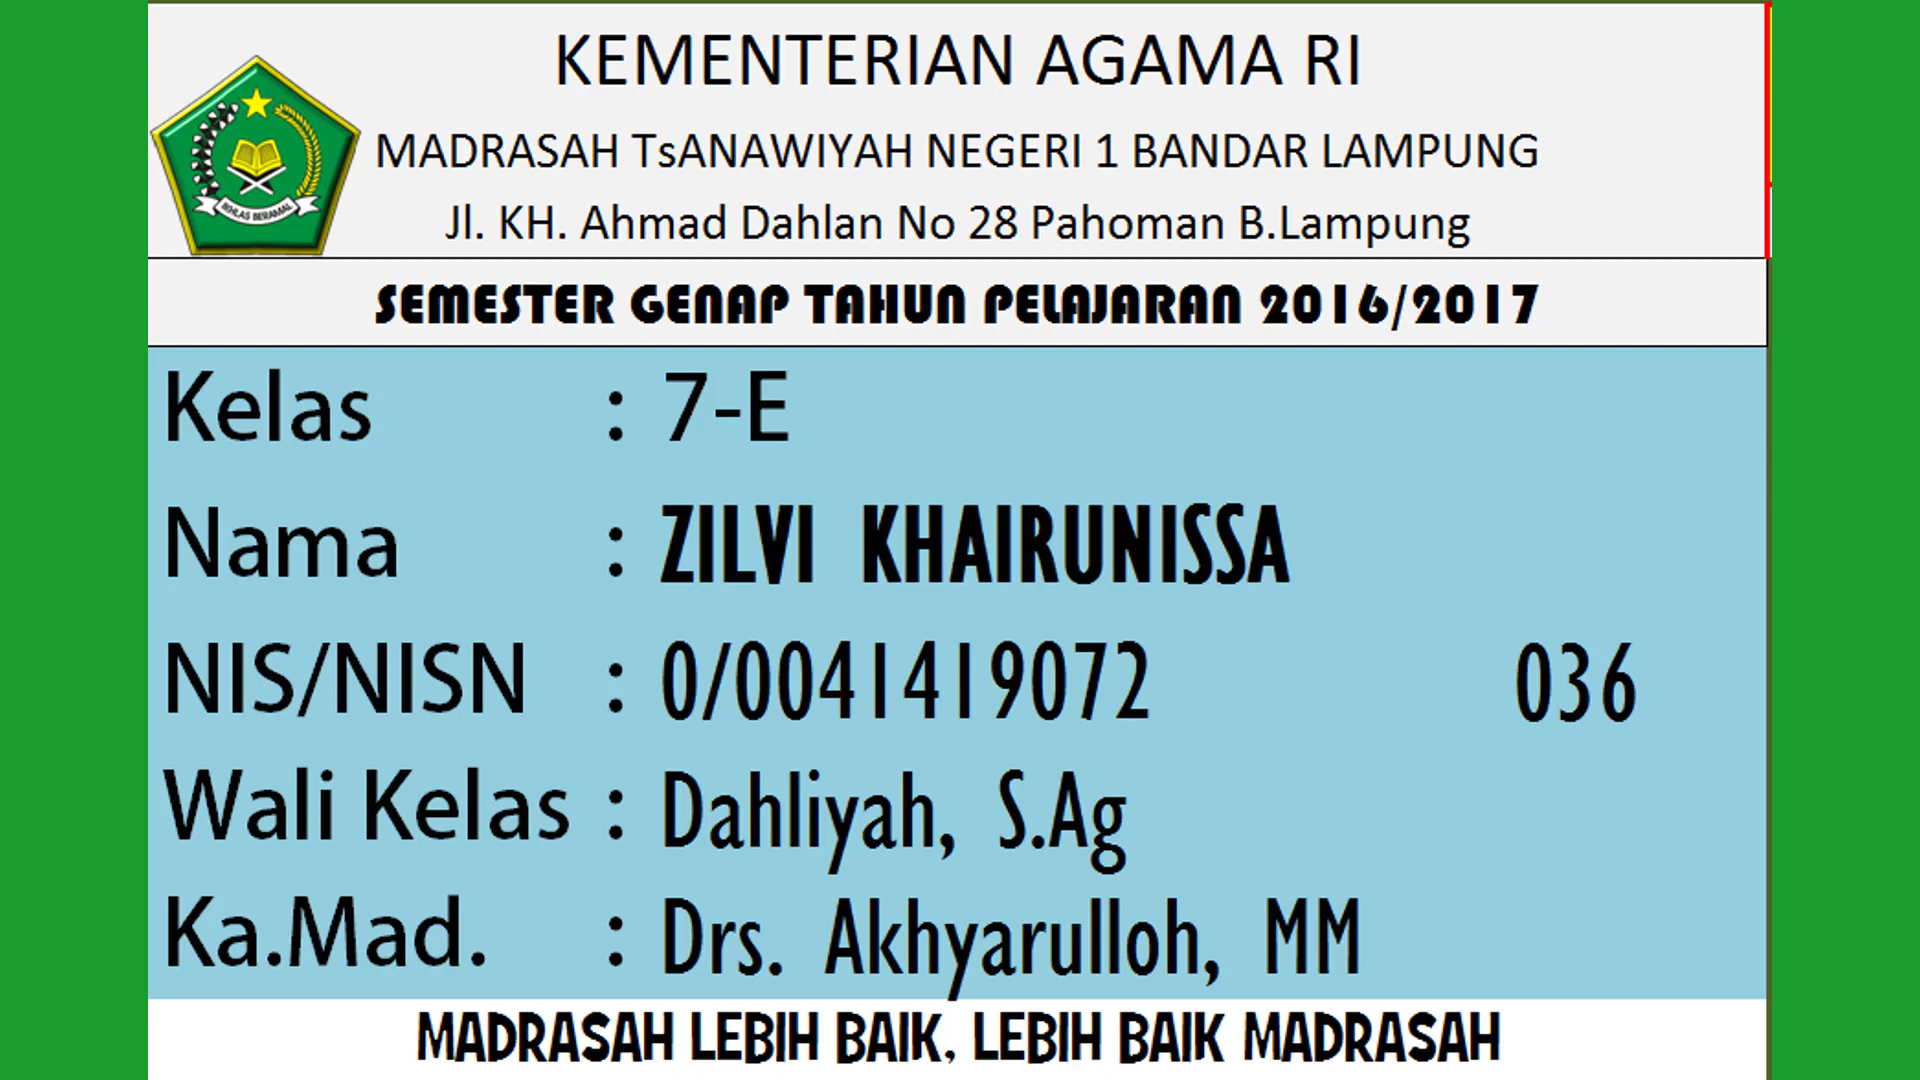 KEMENTERIAN AGAMA RI
MADRASAH TsANAWIYAH NEGERI 1 BANDAR LAMPUNG
Jl. KH. Ahmad Dahlan No 28 Pahoman B.Lampung
IKHLAS BERAMAL
SEMESTER GENAP TAHUN PELAJARAN 2016/2017
Kelas : 7-E
Nama : ZILVI KHAIRUNISSA
NIS/NISN : 0/0041419072 036
Wali Kelas : Dahliyah, S.Ag
Ka.Mad. : Drs. Akhyarulloh, MM
MADRASAH LEBIH BAIK, LEBIH BAIK MADRASAH